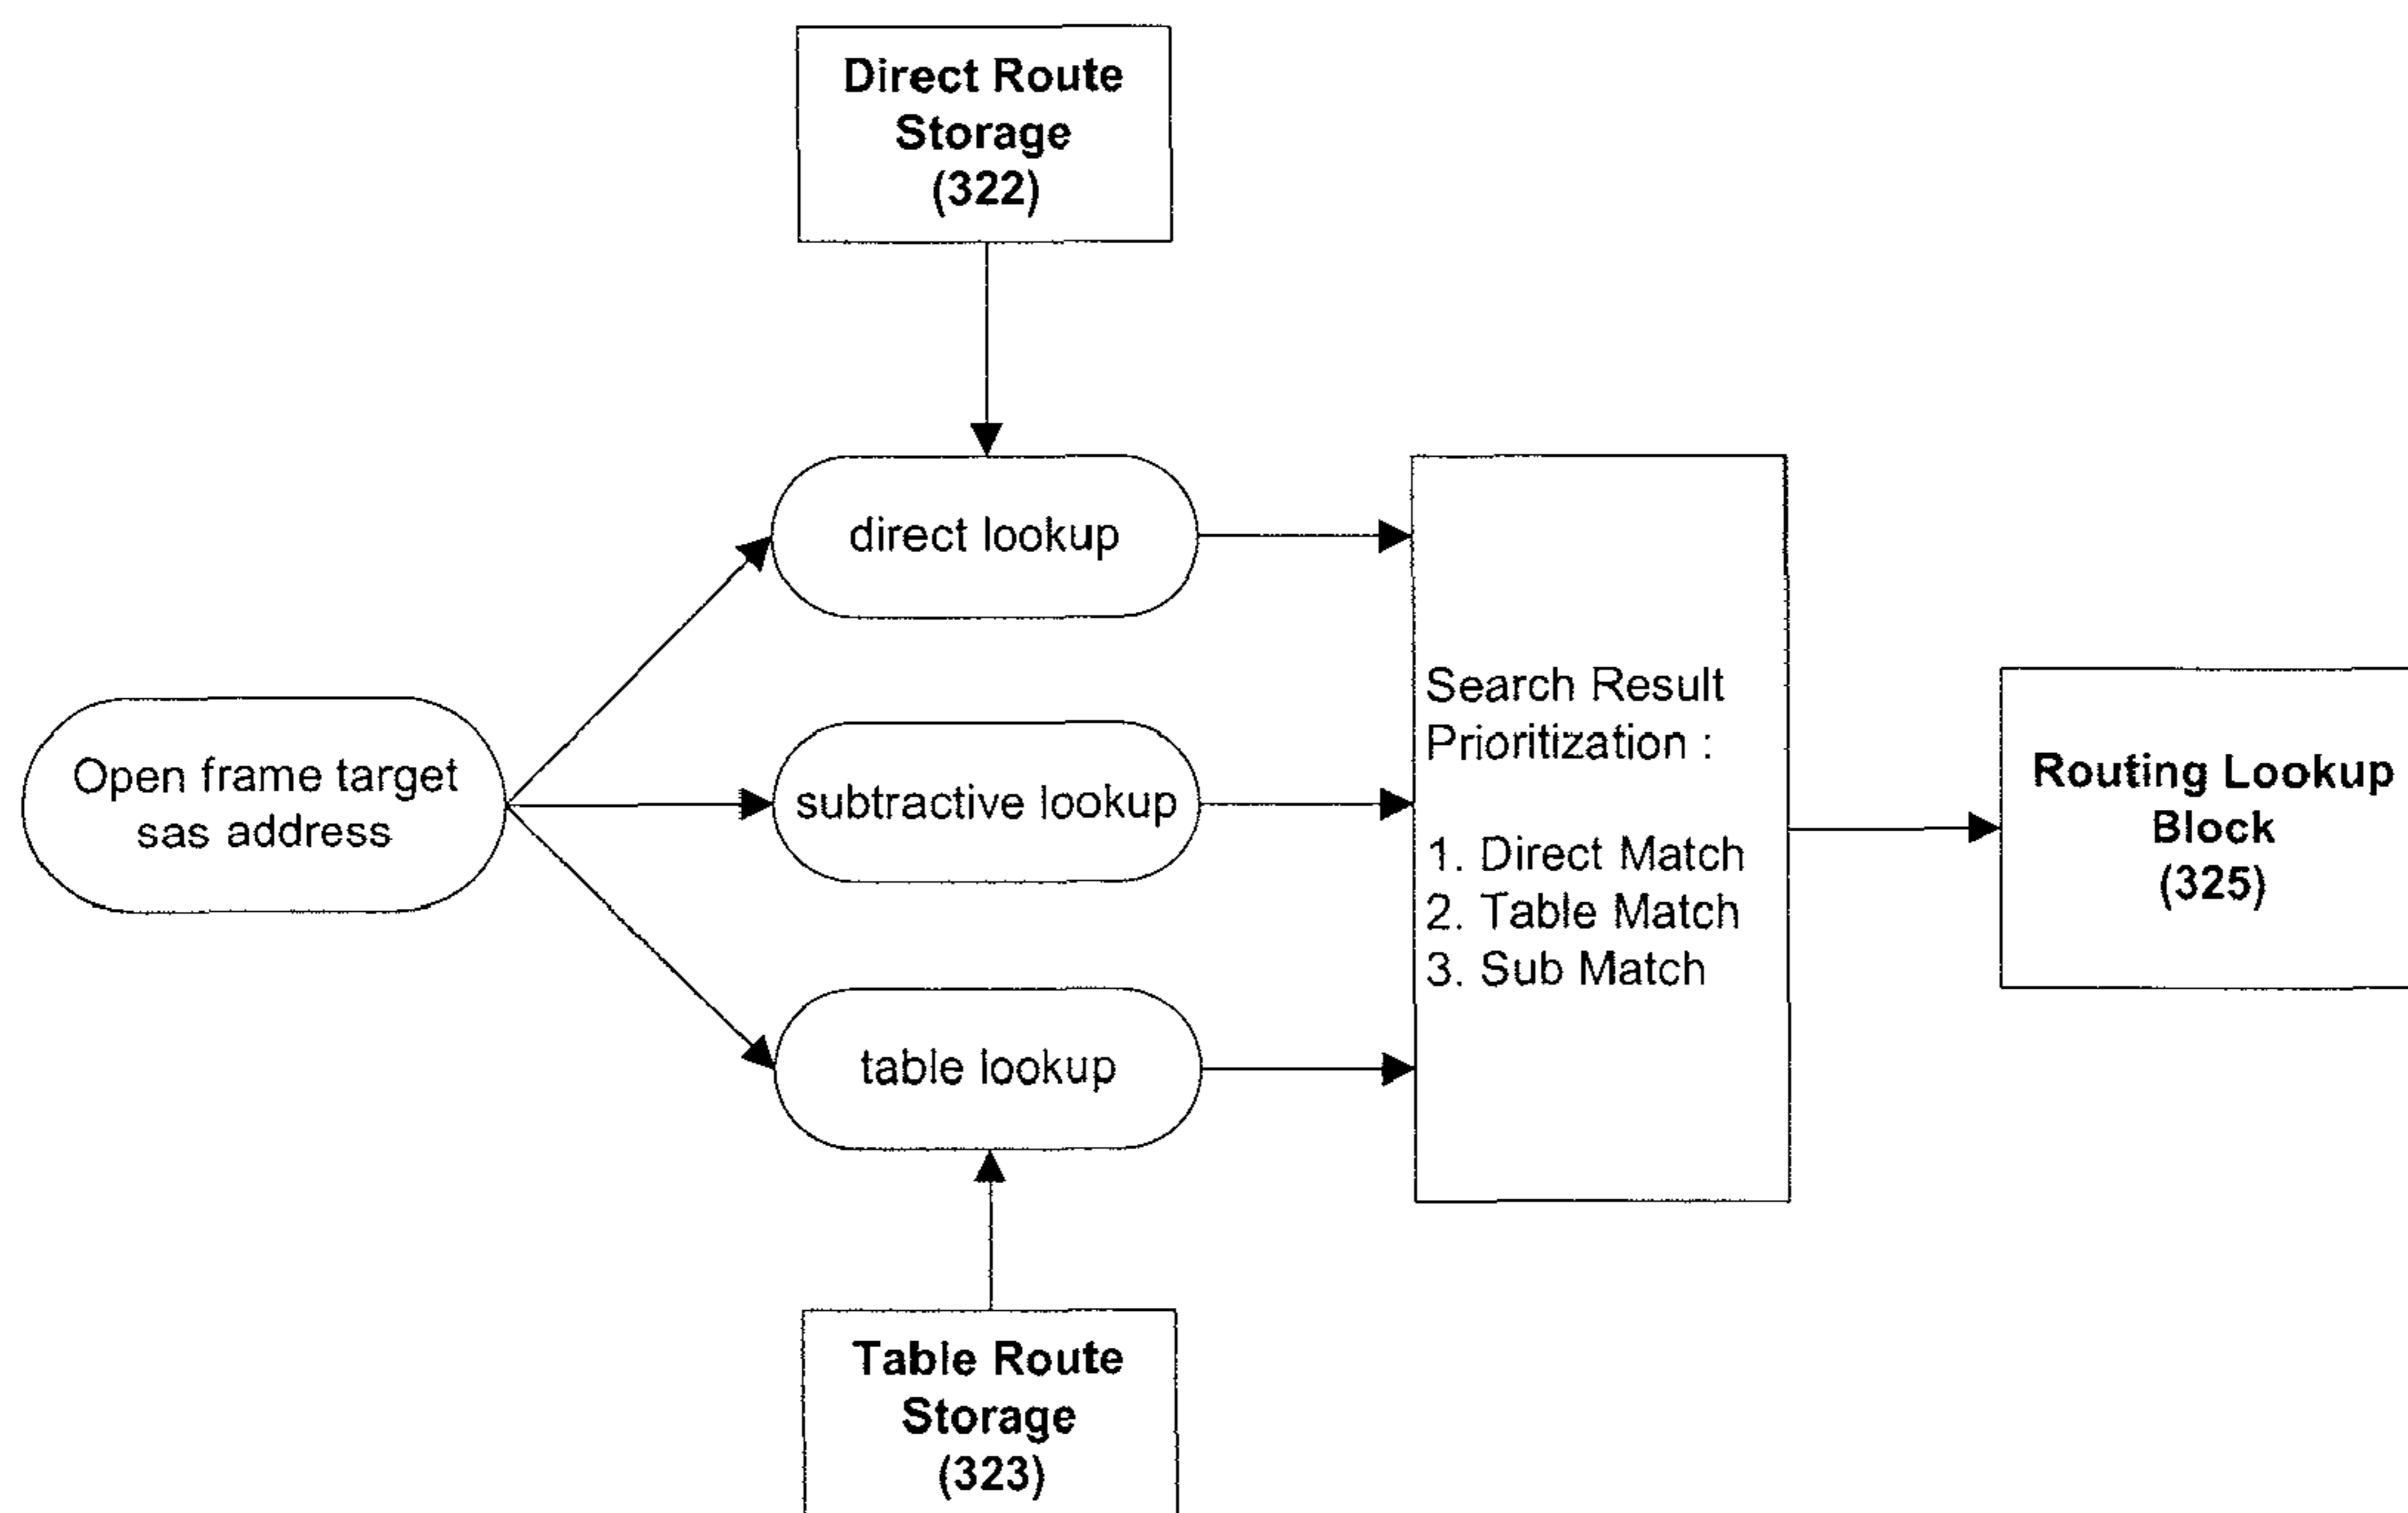 Direct Route
Storage
(322)
direct lookup
Open frame target
sas address
subtractive lookup
table lookup
Search Result
Prioritization :
1. Direct Match
2. Table Match
3. Sub Match
Routing Lookup
Block
(325)
Table Route
Storage
(323)